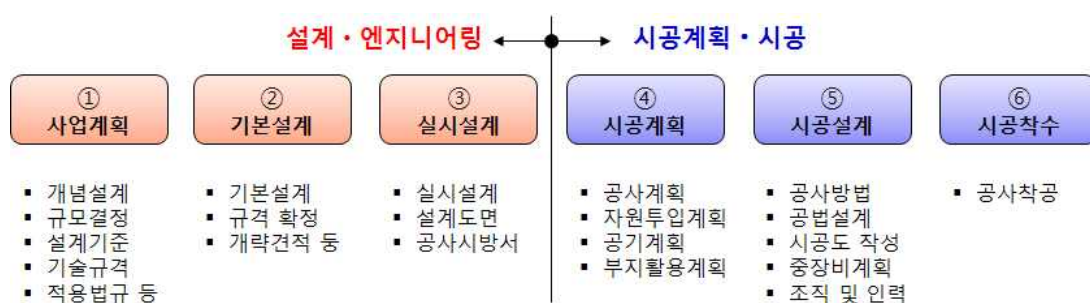 설계・엔지니어링
시공계획・시공
①
사업계획
②
기본설계
③
실시설계
④
시공계획
⑤
시공설계
⑥
시공착수
▪ 개념설계
▪ 규모결정
▪ 설계기준
▪ 기술규격
▪ 적용법규 등
▪ 기본설계
▪ 규격 확정
▪ 개략견적 둥
▪ 실시설계
▪ 설계도면
▪ 공사시방서
▪ 공사계획
▪ 자원투입계획
▪ 공기계획
▪ 부지활용계획
▪ 공사방법
▪ 공법설계
▪ 시공도 작성
▪ 중장비계획
▪ 조직 및 인력
▪ 공사착공